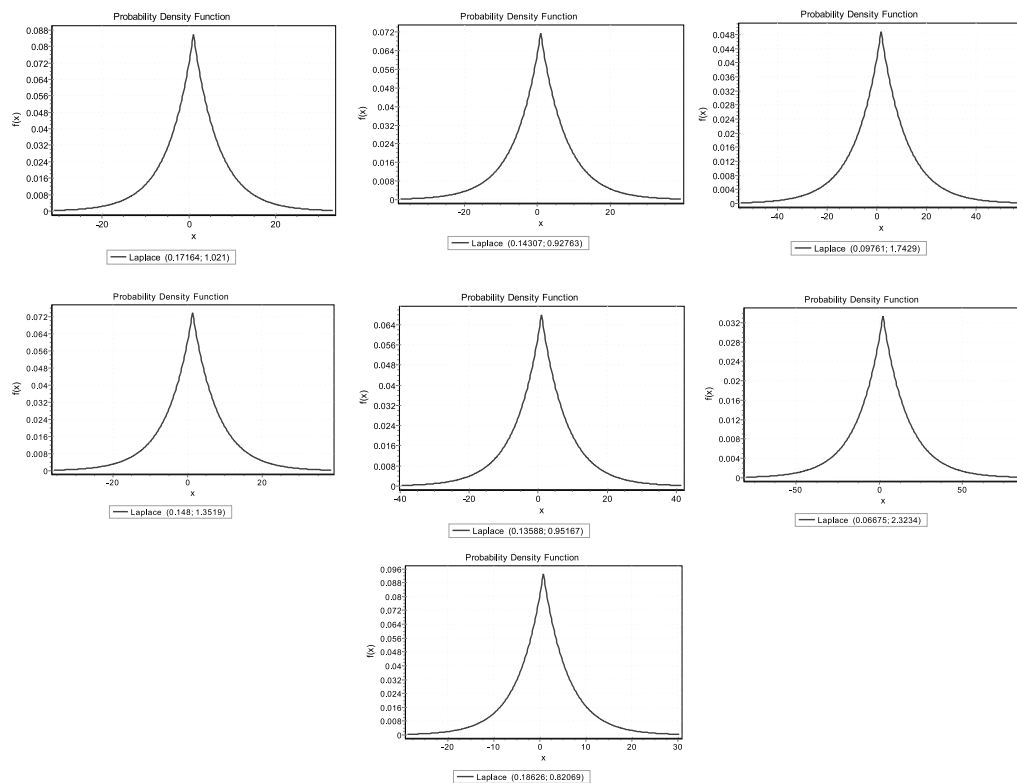 Probability Density Function
0.088
0.08
0.072
0.064
0.056
0.048
0.04
0.032
0.024
0.016
0.008
0
f(x)
-20 0 20
x
Laplace (0.17164; 1.021)
Probability Density Function
0.072
0.064
0.056
0.048
0.04
0.032
0.024
0.016
0.008
0
f(x)
-20 0 20
x
Laplace (0.14307; 0.92763)
Probability Density Function
0.048
0.044
0.04
0.036
0.032
0.028
0.024
0.02
0.016
0.012
0.008
0.004
0
f(x)
-40 -20 0 20 40
x
Laplace (0.09761; 1.7429)
Probability Density Function
0.072
0.064
0.056
0.048
0.04
0.032
0.024
0.016
0.008
0
f(x)
-20 0 20
x
Laplace (0.148; 1.3519)
Probability Density Function
0.064
0.056
0.048
0.04
0.032
0.024
0.016
0.008
0
f(x)
-40 -20 0 20 40
x
Laplace (0.13588; 0.95167)
Probability Density Function
0.032
0.028
0.024
0.02
0.016
0.012
0.008
0.004
0
f(x)
-50 0 50
x
Laplace (0.06675; 2.3234)
Probability Density Function
0.096
0.088
0.08
0.072
0.064
0.056
0.048
0.04
0.032
0.024
0.016
0.008
0
f(x)
-20 -10 0 10 20 30
x
Laplace (0.18626; 0.82069)